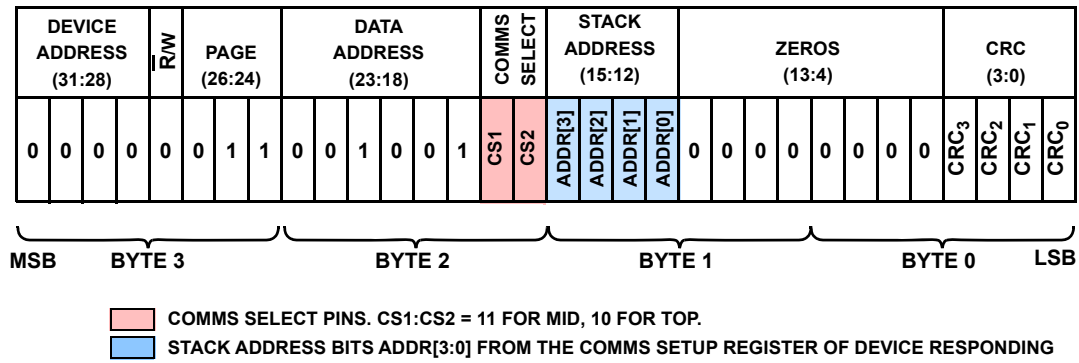 DEVICE ADDRESS (31:28) R/W PAGE (26:24) DATA ADDRESS (23:18) COMMS SELECT STACK ADDRESS (15:12) ZEROS (13:4) CRC (3:0)
0 0 0 0 0 0 1 1 0 0 1 0 0 1 CS1 CS2 ADDR[3] ADDR[2] ADDR[1] ADDR[0] 0 0 0 0 0 0 0 0 CRC3 CRC2 CRC1 CRC0
MSB BYTE 3 BYTE 2 BYTE 1 BYTE 0 LSB
COMMS SELECT PINS. CS1:CS2 = 11 FOR MID, 10 FOR TOP.
STACK ADDRESS BITS ADDR[3:0] FROM THE COMMS SETUP REGISTER OF DEVICE RESPONDING